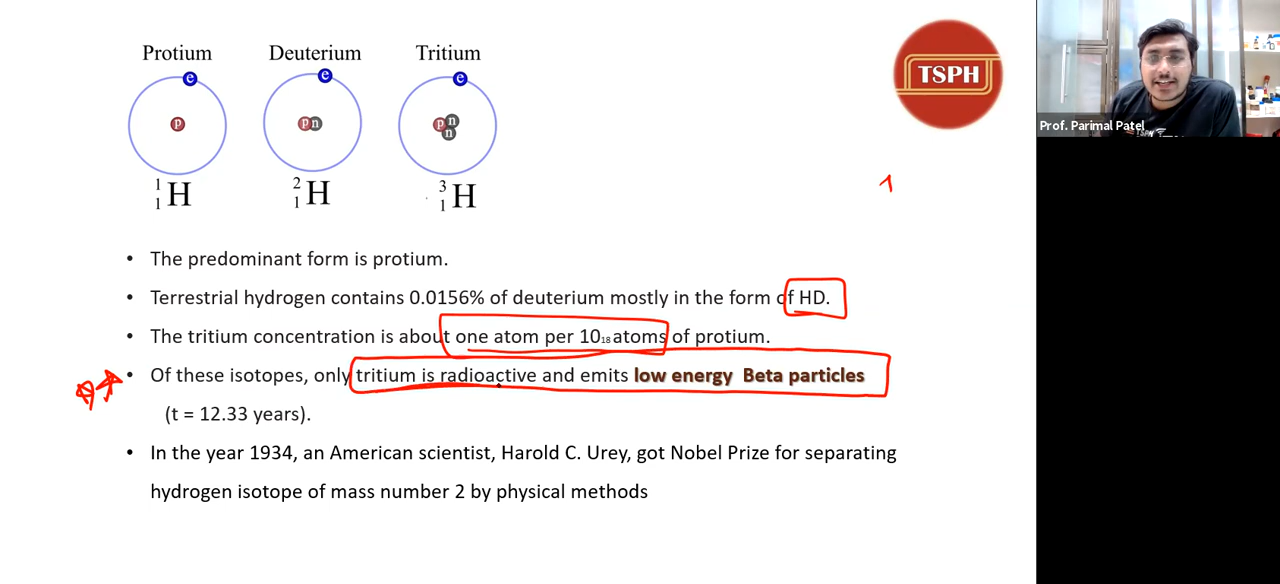 Protium
Deuterium
Tritium
e
e
e
p
pn
p n n
1 1 H
2 1 H
3 1 H
TSPH
Prof. Parimal Patel
1
• The predominant form is protium.
• Terrestrial hydrogen contains 0.0156% of deuterium mostly in the form of HD.
• The tritium concentration is about one atom per 10₁₈ atoms of protium.
• Of these isotopes, only tritium is radioactive and emits low energy Beta particles
(t = 12.33 years).
• In the year 1934, an American scientist, Harold C. Urey, got Nobel Prize for separating
hydrogen isotope of mass number 2 by physical methods